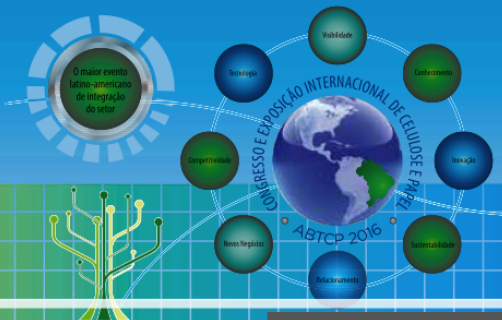 O maior evento
latino-americano
de integração
do setor
Visibilidade
Tecnologia
Conhecimento
CONGRESSO E EXPOSIÇÃO INTERNACIONAL DE CELULOSE E PAPEL
Competitividade
Inovação
ABTCP 2016
Novos Negócios
Sustentabilidade
Relacionamento